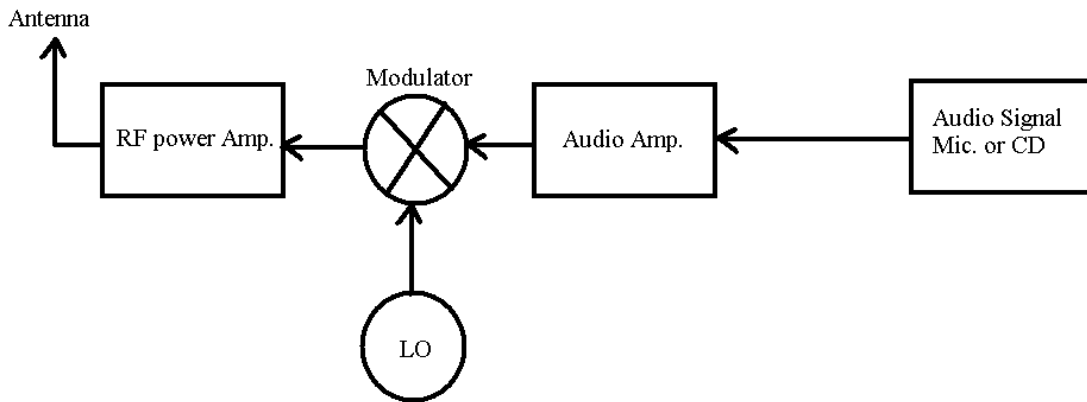 Antenna
Modulator
RF power Amp.
Audio Amp.
Audio Signal
Mic. or CD
LO